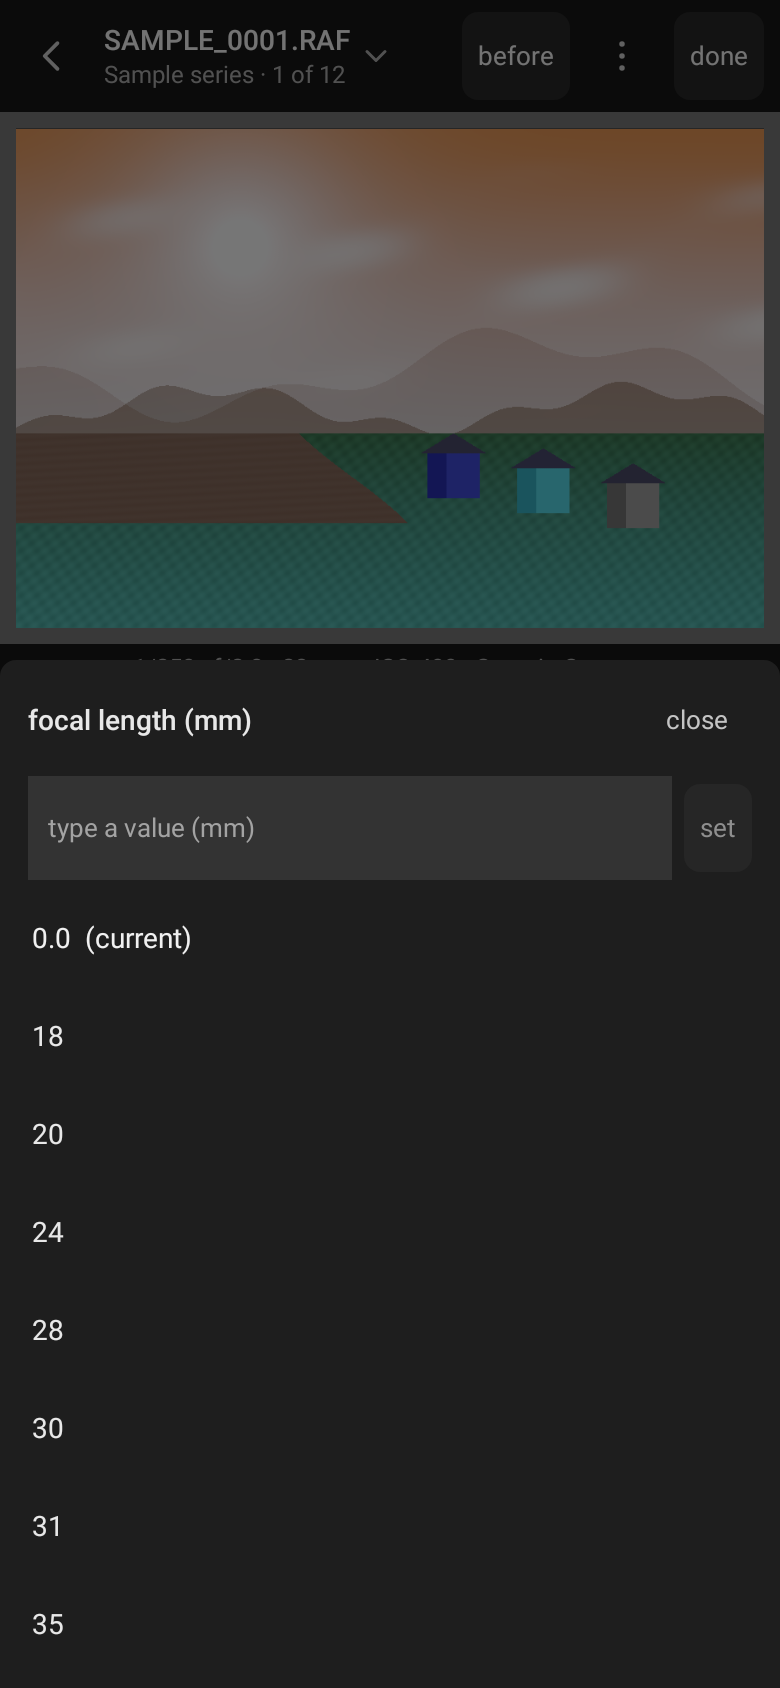 SAMPLE_0001.RAF
Sample series · 1 of 12
before
done
focal length (mm)
close
type a value (mm)
set
0.0 (current)
18
20
24
28
30
31
35